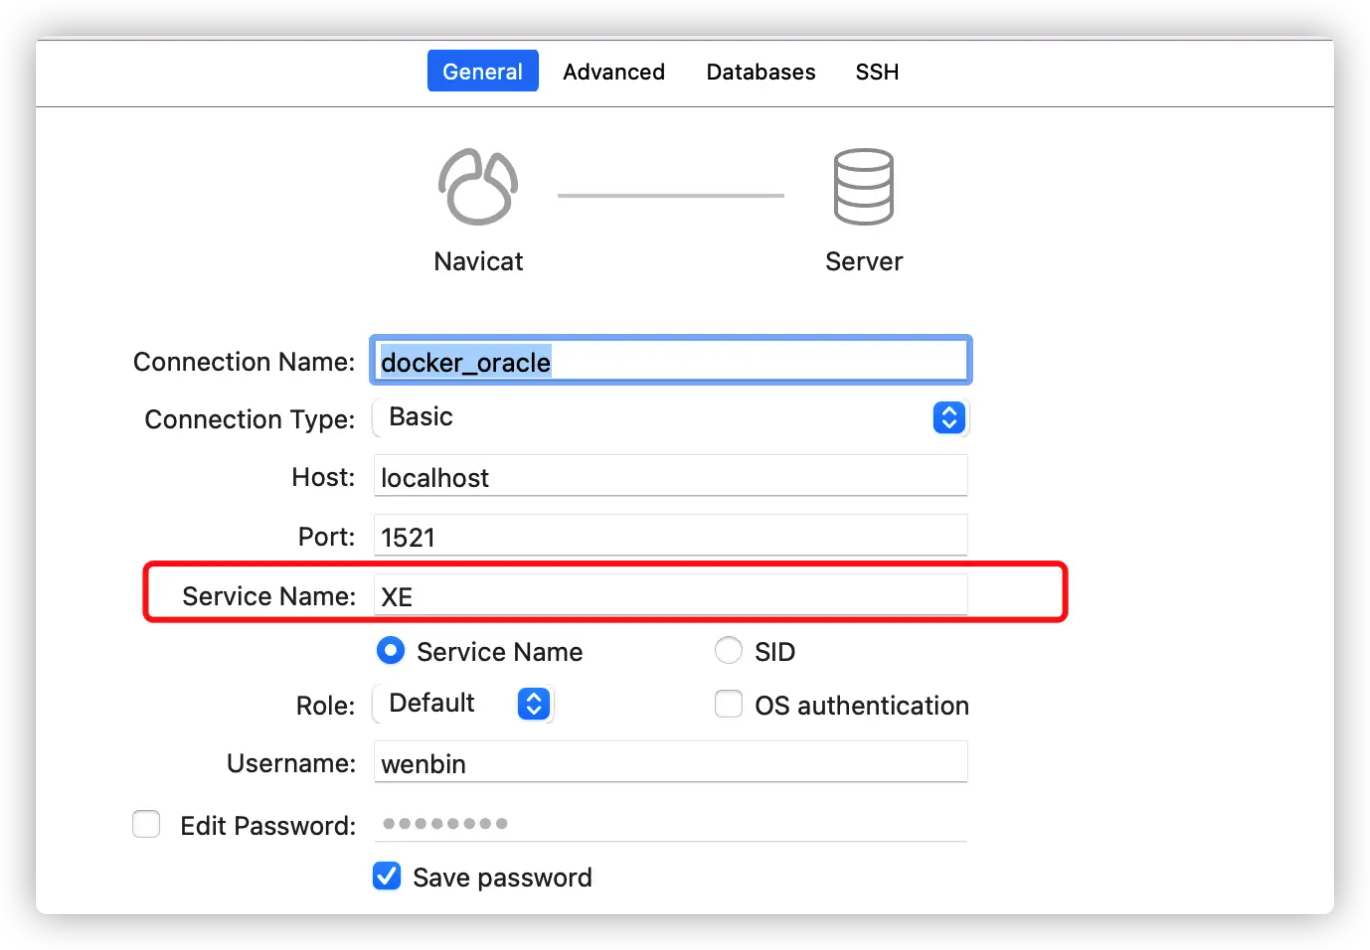 General Advanced Databases SSH
Navicat Server
Connection Name: docker_oracle
Connection Type: Basic
Host: localhost
Port: 1521
Service Name: XE
Service Name SID
Role: Default OS authentication
Username: wenbin
Edit Password: ••••••••
Save password